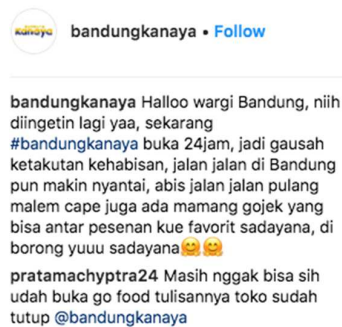 kanaya
bandungkanaya • Follow
bandungkanaya Halloo wargi Bandung, niih
diingetin lagi yaa, sekarang
#bandungkanaya buka 24jam, jadi gausah
ketakutan kehabisan, jalan jalan di Bandung
pun makin nyantai, abis jalan jalan pulang
malem cape juga ada mamang gojek yang
bisa antar pesenan kue favorit sadayana, di
borong yuuu sadayana🤗🤗
pratamachyptra24 Masih nggak bisa sih
udah buka go food tulisannya toko sudah
tutup @bandungkanaya